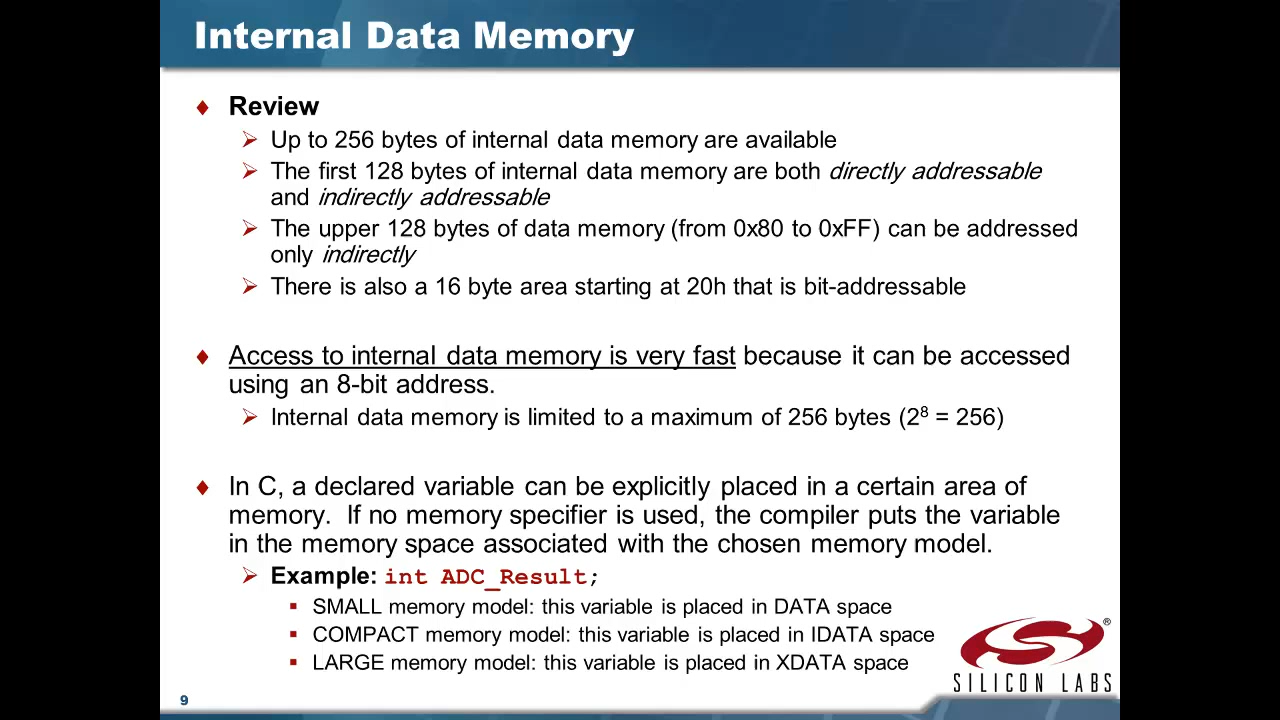 Internal Data Memory
Review
Up to 256 bytes of internal data memory are available
The first 128 bytes of internal data memory are both directly addressable
and indirectly addressable
The upper 128 bytes of data memory (from 0x80 to 0xFF) can be addressed
only indirectly
There is also a 16 byte area starting at 20h that is bit-addressable
Access to internal data memory is very fast because it can be accessed
using an 8-bit address.
Internal data memory is limited to a maximum of 256 bytes (2⁸ = 256)
In C, a declared variable can be explicitly placed in a certain area of
memory. If no memory specifier is used, the compiler puts the variable
in the memory space associated with the chosen memory model.
Example: int ADC_Result;
SMALL memory model: this variable is placed in DATA space
COMPACT memory model: this variable is placed in IDATA space
LARGE memory model: this variable is placed in XDATA space
®
SILICON LABS
9